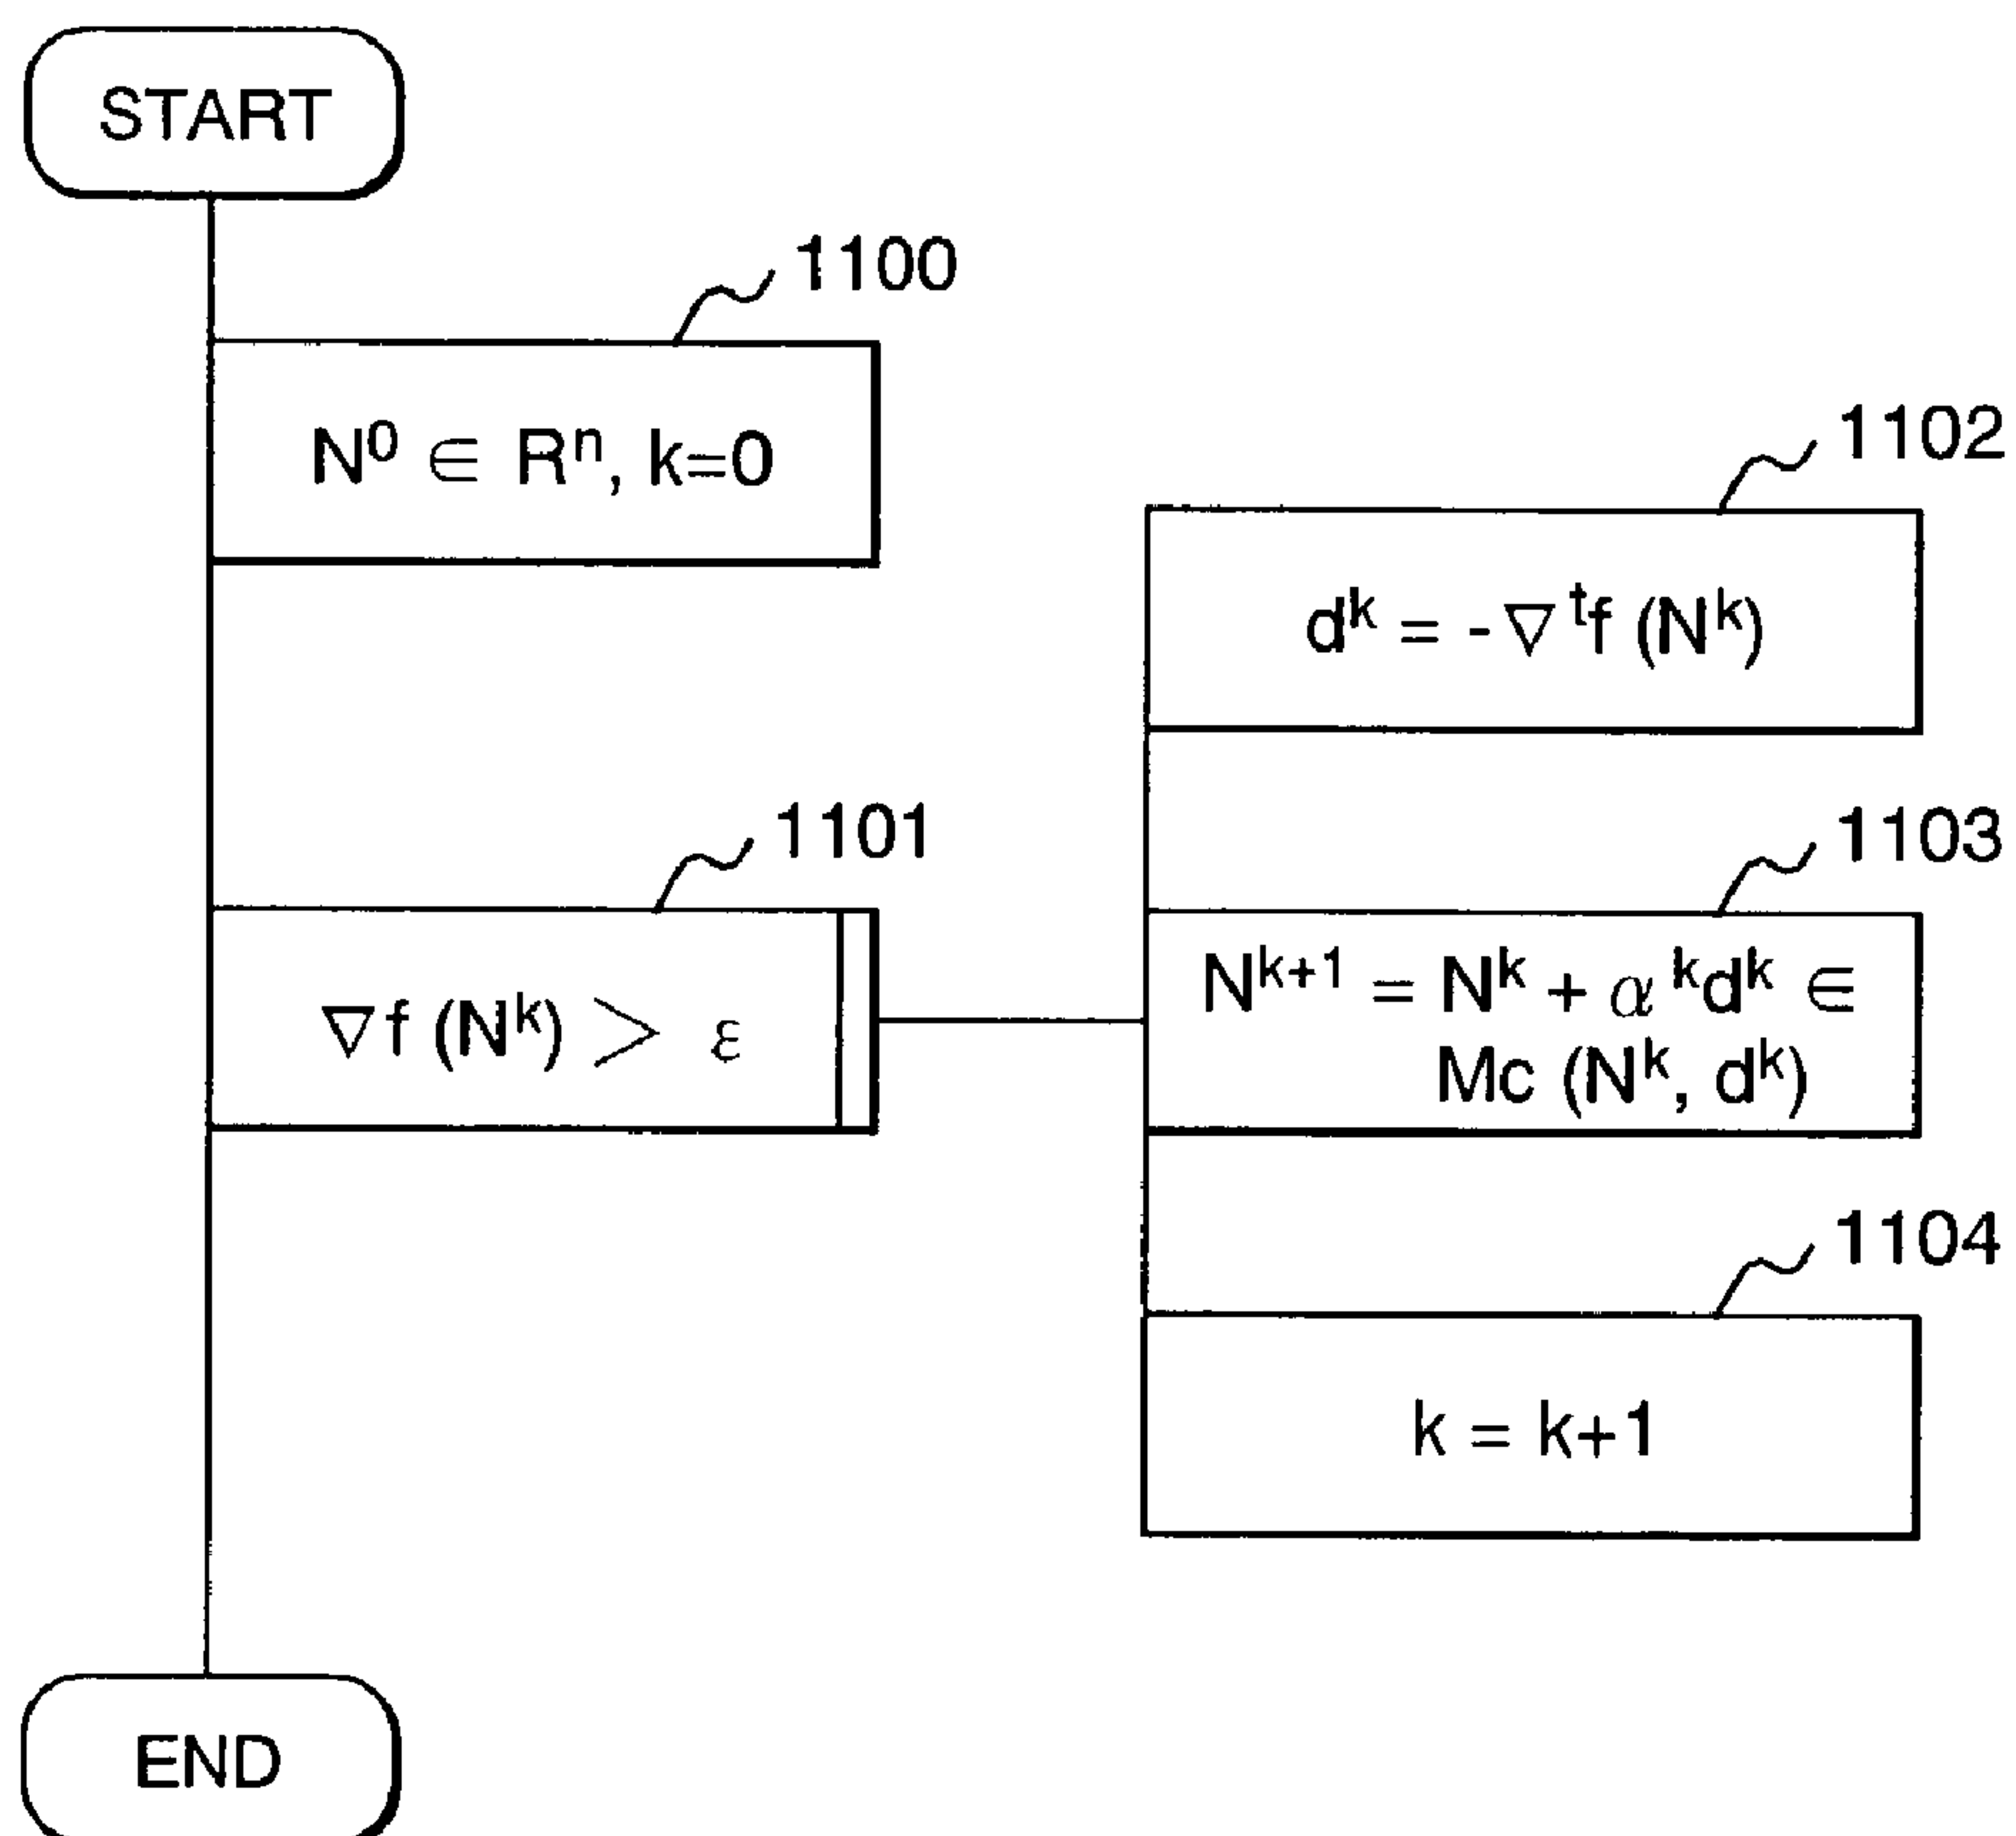 START
1100
N⁰ ∈ Rⁿ, k=0
1102
dᵏ = -∇ᵗf (Nᵏ)
1101
∇f (Nᵏ) > ε
1103
Nᵏ⁺¹ = Nᵏ + αᵏdᵏ ∈
Mc (Nᵏ, dᵏ)
1104
k = k+1
END